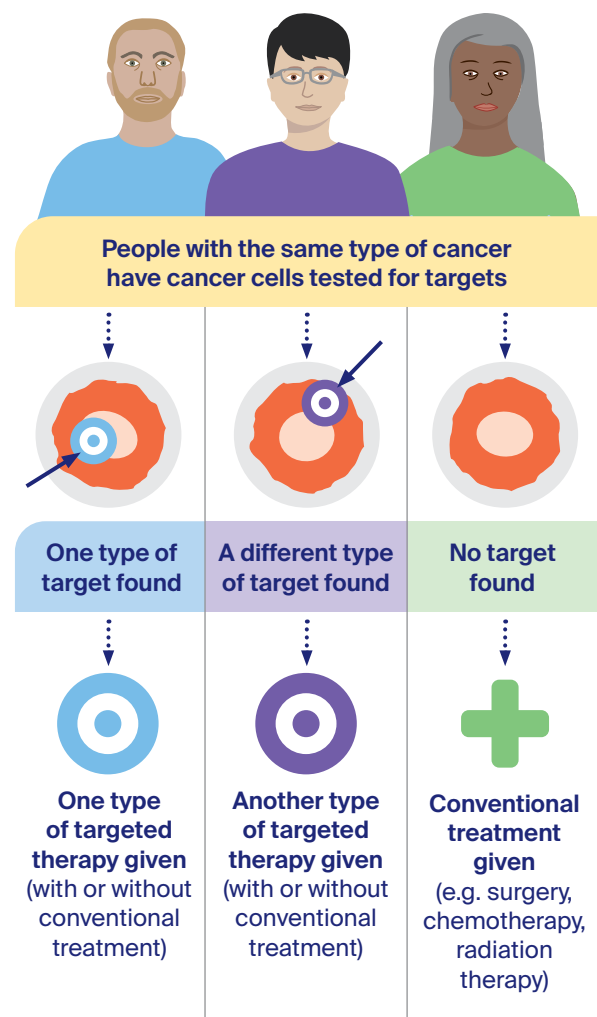 People with the same type of cancer
have cancer cells tested for targets
One type of
target found
A different type
of target found
No target
found
One type
of targeted
therapy given
(with or without
conventional
treatment)
Another type
of targeted
therapy given
(with or without
conventional
treatment)
Conventional
treatment
given
(e.g. surgery,
chemotherapy,
radiation
therapy)